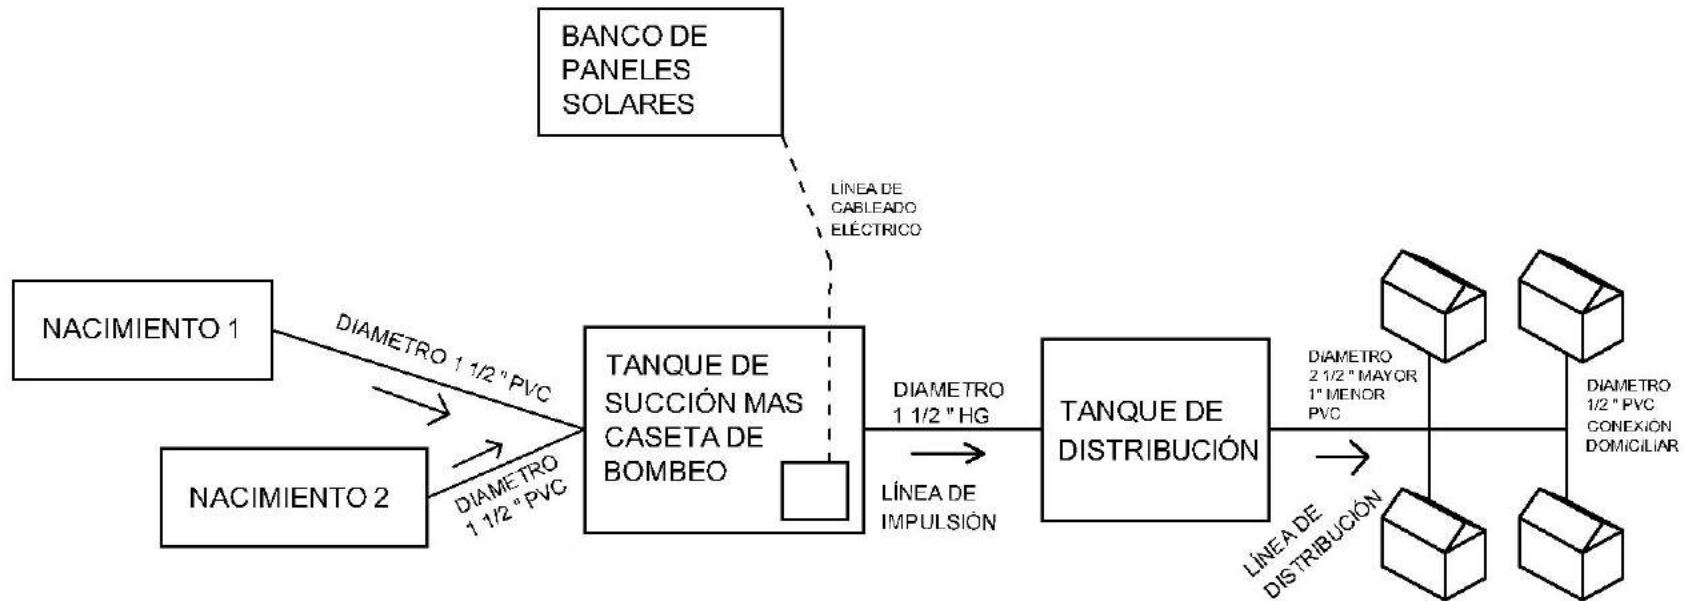 BANCO DE
PANELES
SOLARES
LÍNEA DE
CABLEADO
ELÉCTRICO
NACIMIENTO 1
DIAMETRO 1 1/2 " PVC
NACIMIENTO 2
DIAMETRO
1 1/2 " PVC
TANQUE DE
SUCCIÓN MAS
CASETA DE
BOMBEO
DIAMETRO
1 1/2 " HG
LÍNEA DE
IMPULSIÓN
TANQUE DE
DISTRIBUCIÓN
DIAMETRO
2 1/2 " MAYOR
1" MENOR
PVC
LÍNEA DE
DISTRIBUCIÓN
DIAMETRO
1/2 " PVC
CONEXIÓN
DOMICILIAR